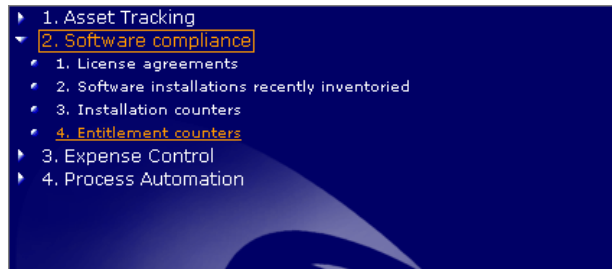 1. Asset Tracking
2. Software compliance
1. License agreements
2. Software installations recently inventoried
3. Installation counters
4. Entitlement counters
3. Expense Control
4. Process Automation